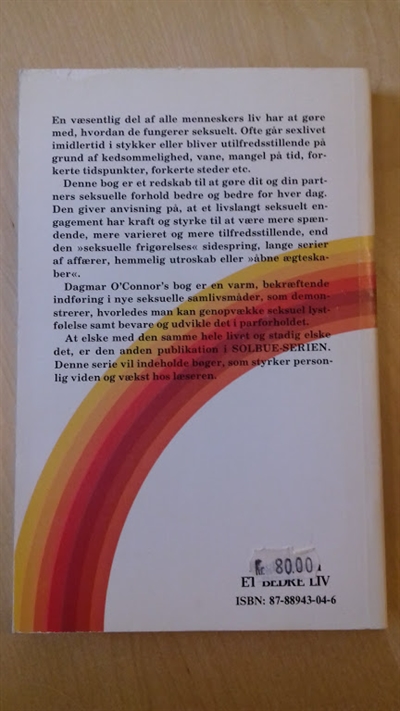 En væsentlig del af alle menneskers liv har at gøre
med, hvordan de fungerer seksuelt. Ofte går sexlivet
imidlertid i stykker eller bliver utilfredsstillende på
grund af kedsommelighed, vane, mangel på tid, for-
kerte tidspunkter, forkerte steder etc.
Denne bog er et redskab til at gøre dit og din part-
ners seksuelle forhold bedre og bedre for hver dag.
Den giver anvisning på, at et livslangt seksuelt en-
gagement har kraft og styrke til at være mere spæn-
dende, mere varieret og mere tilfredsstillende, end
den »seksuelle frigørelses« sidespring, lange serier
af affærer, hemmelig utroskab eller »åbne ægteska-
ber«.
Dagmar O'Connor's bog er en varm, bekræftende
indføring i nye seksuelle samlivsmåder, som demon-
strerer, hvorledes man kan genopvække seksuel lyst-
følelse samt bevare og udvikle det i parforholdet.
At elske med den samme hele livet og stadig elske
det, er den anden publikation i SOLBUE-SERIEN.
Denne serie vil indeholde bøger, som styrker person-
lig viden og vækst hos læseren.
Kr. 80.00
ET BEDRE LIV
ISBN: 87-88943-04-6